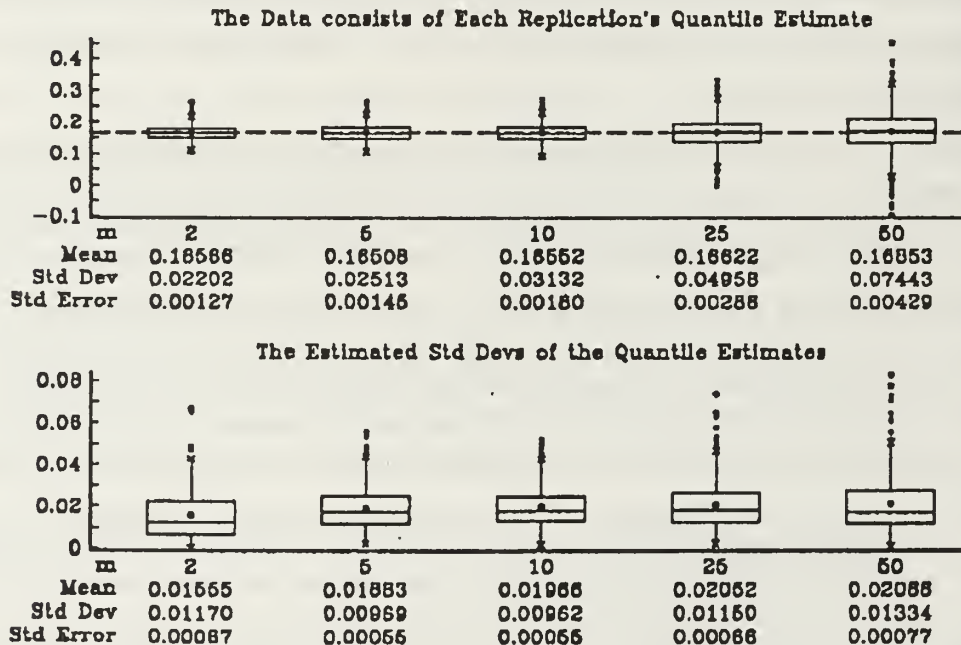 The Data consists of Each Replication's Quantile Estimate
0.4
0.3
0.2
0.1
0
-0.1
m 2 5 10 25 50
Mean 0.16586 0.16508 0.16552 0.16622 0.16853
Std Dev 0.02202 0.02513 0.03132 0.04958 0.07443
Std Error 0.00127 0.00145 0.00180 0.00286 0.00429
The Estimated Std Devs of the Quantile Estimates
0.08
0.06
0.04
0.02
0
m 2 5 10 25 50
Mean 0.01555 0.01883 0.01966 0.02052 0.02088
Std Dev 0.01170 0.00959 0.00962 0.01150 0.01334
Std Error 0.00067 0.00055 0.00055 0.00066 0.00077